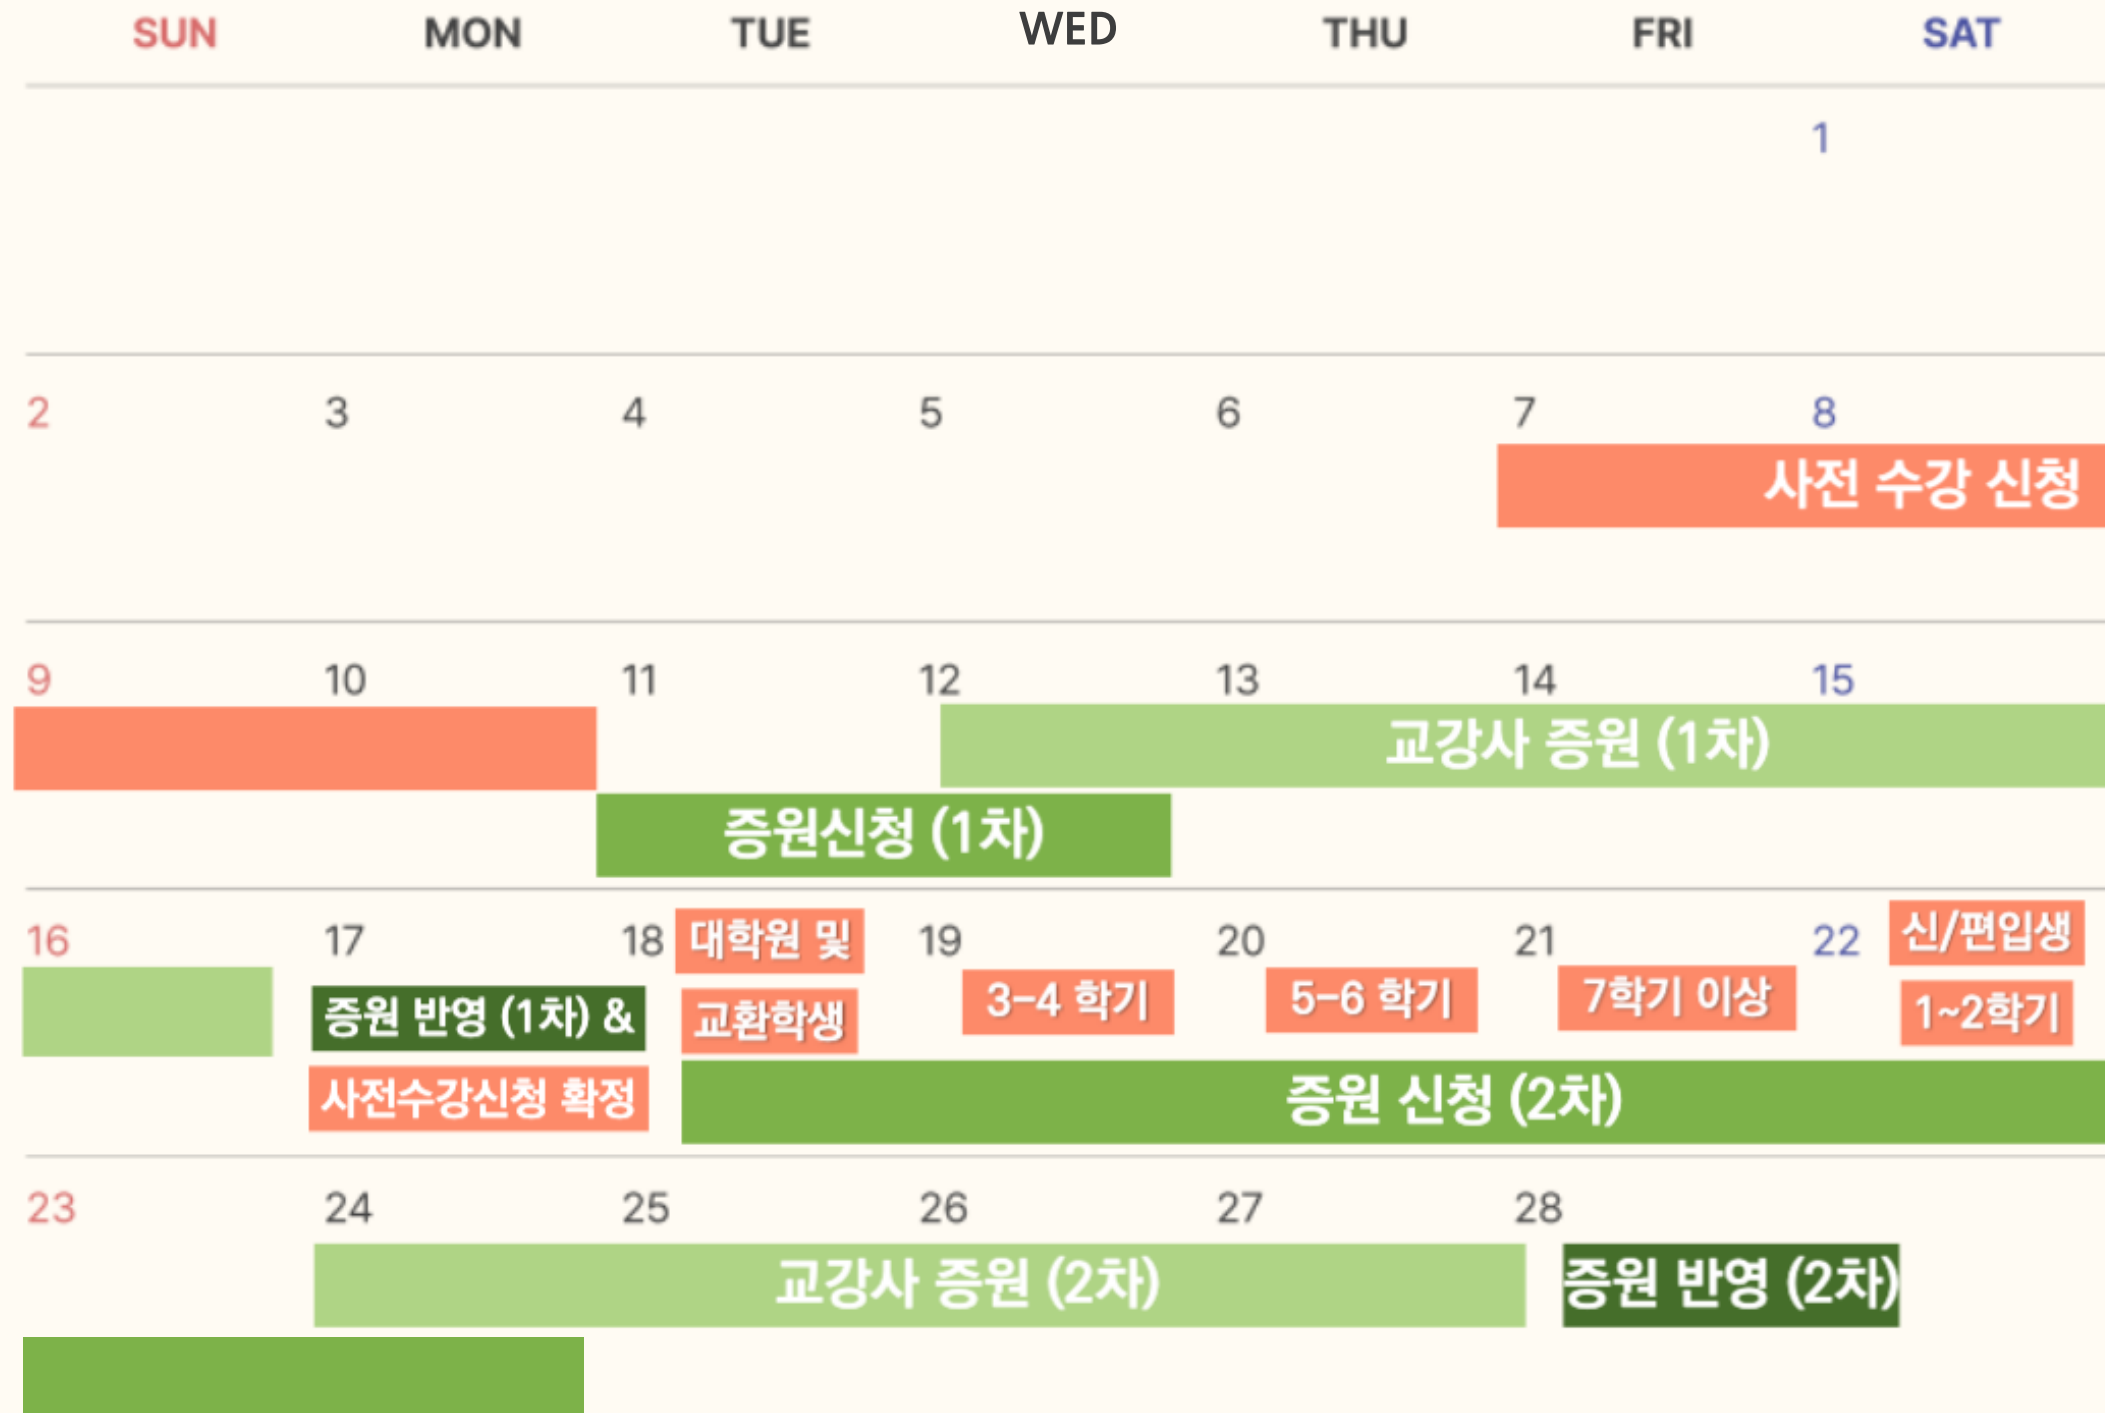 SUN MON TUE WED THU FRI SAT
1
2 3 4 5 6 7 8
사전 수강 신청
9 10 11 12 13 14 15
교강사 증원 (1차)
증원신청 (1차)
16 17 18 대학원 및 19 20 21 22 신/편입생
증원 반영 (1차) & 교환학생 3-4 학기 5-6 학기 7학기 이상 1~2학기
사전수강신청 확정 증원 신청 (2차)
23 24 25 26 27 28
교강사 증원 (2차) 증원 반영 (2차)